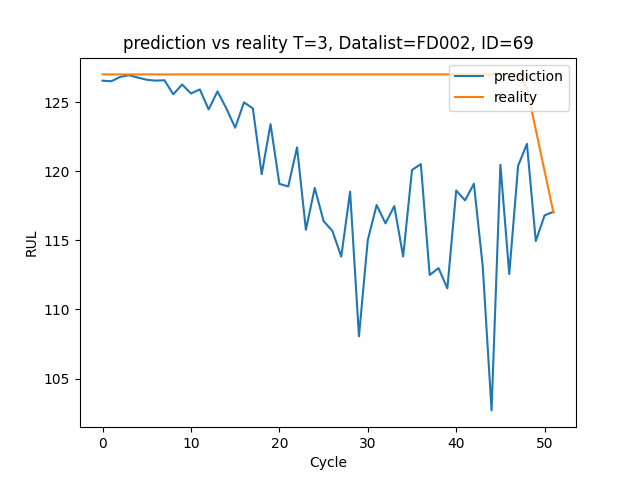 prediction vs reality T=3, Datalist=FD002, ID=69
prediction
reality
125
120
115
110
105
RUL
0 10 20 30 40 50
Cycle